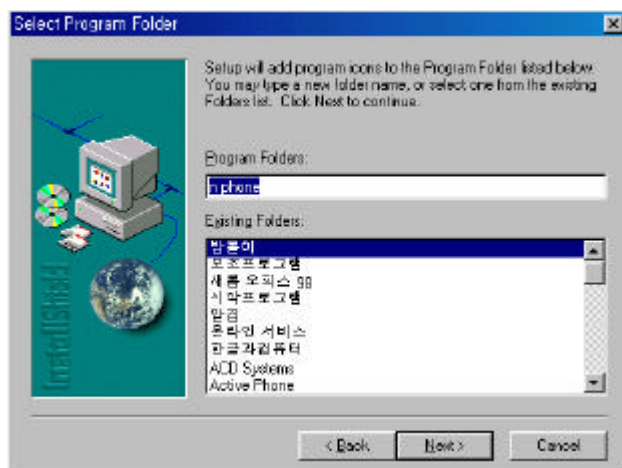 Select Program Folder
Setup will add program icons to the Program Folder listed below.
You may type a new folder name, or select one from the existing
Folders list. Click Next to continue.
Program Folders:
n phone
Existing Folders:
보조프로그램
새롬 오피스 98
시작프로그램
온라인 서비스
한글과컴퓨터
ACD Systems
Active Phone
InstallShield
< Back
Next >
Cancel